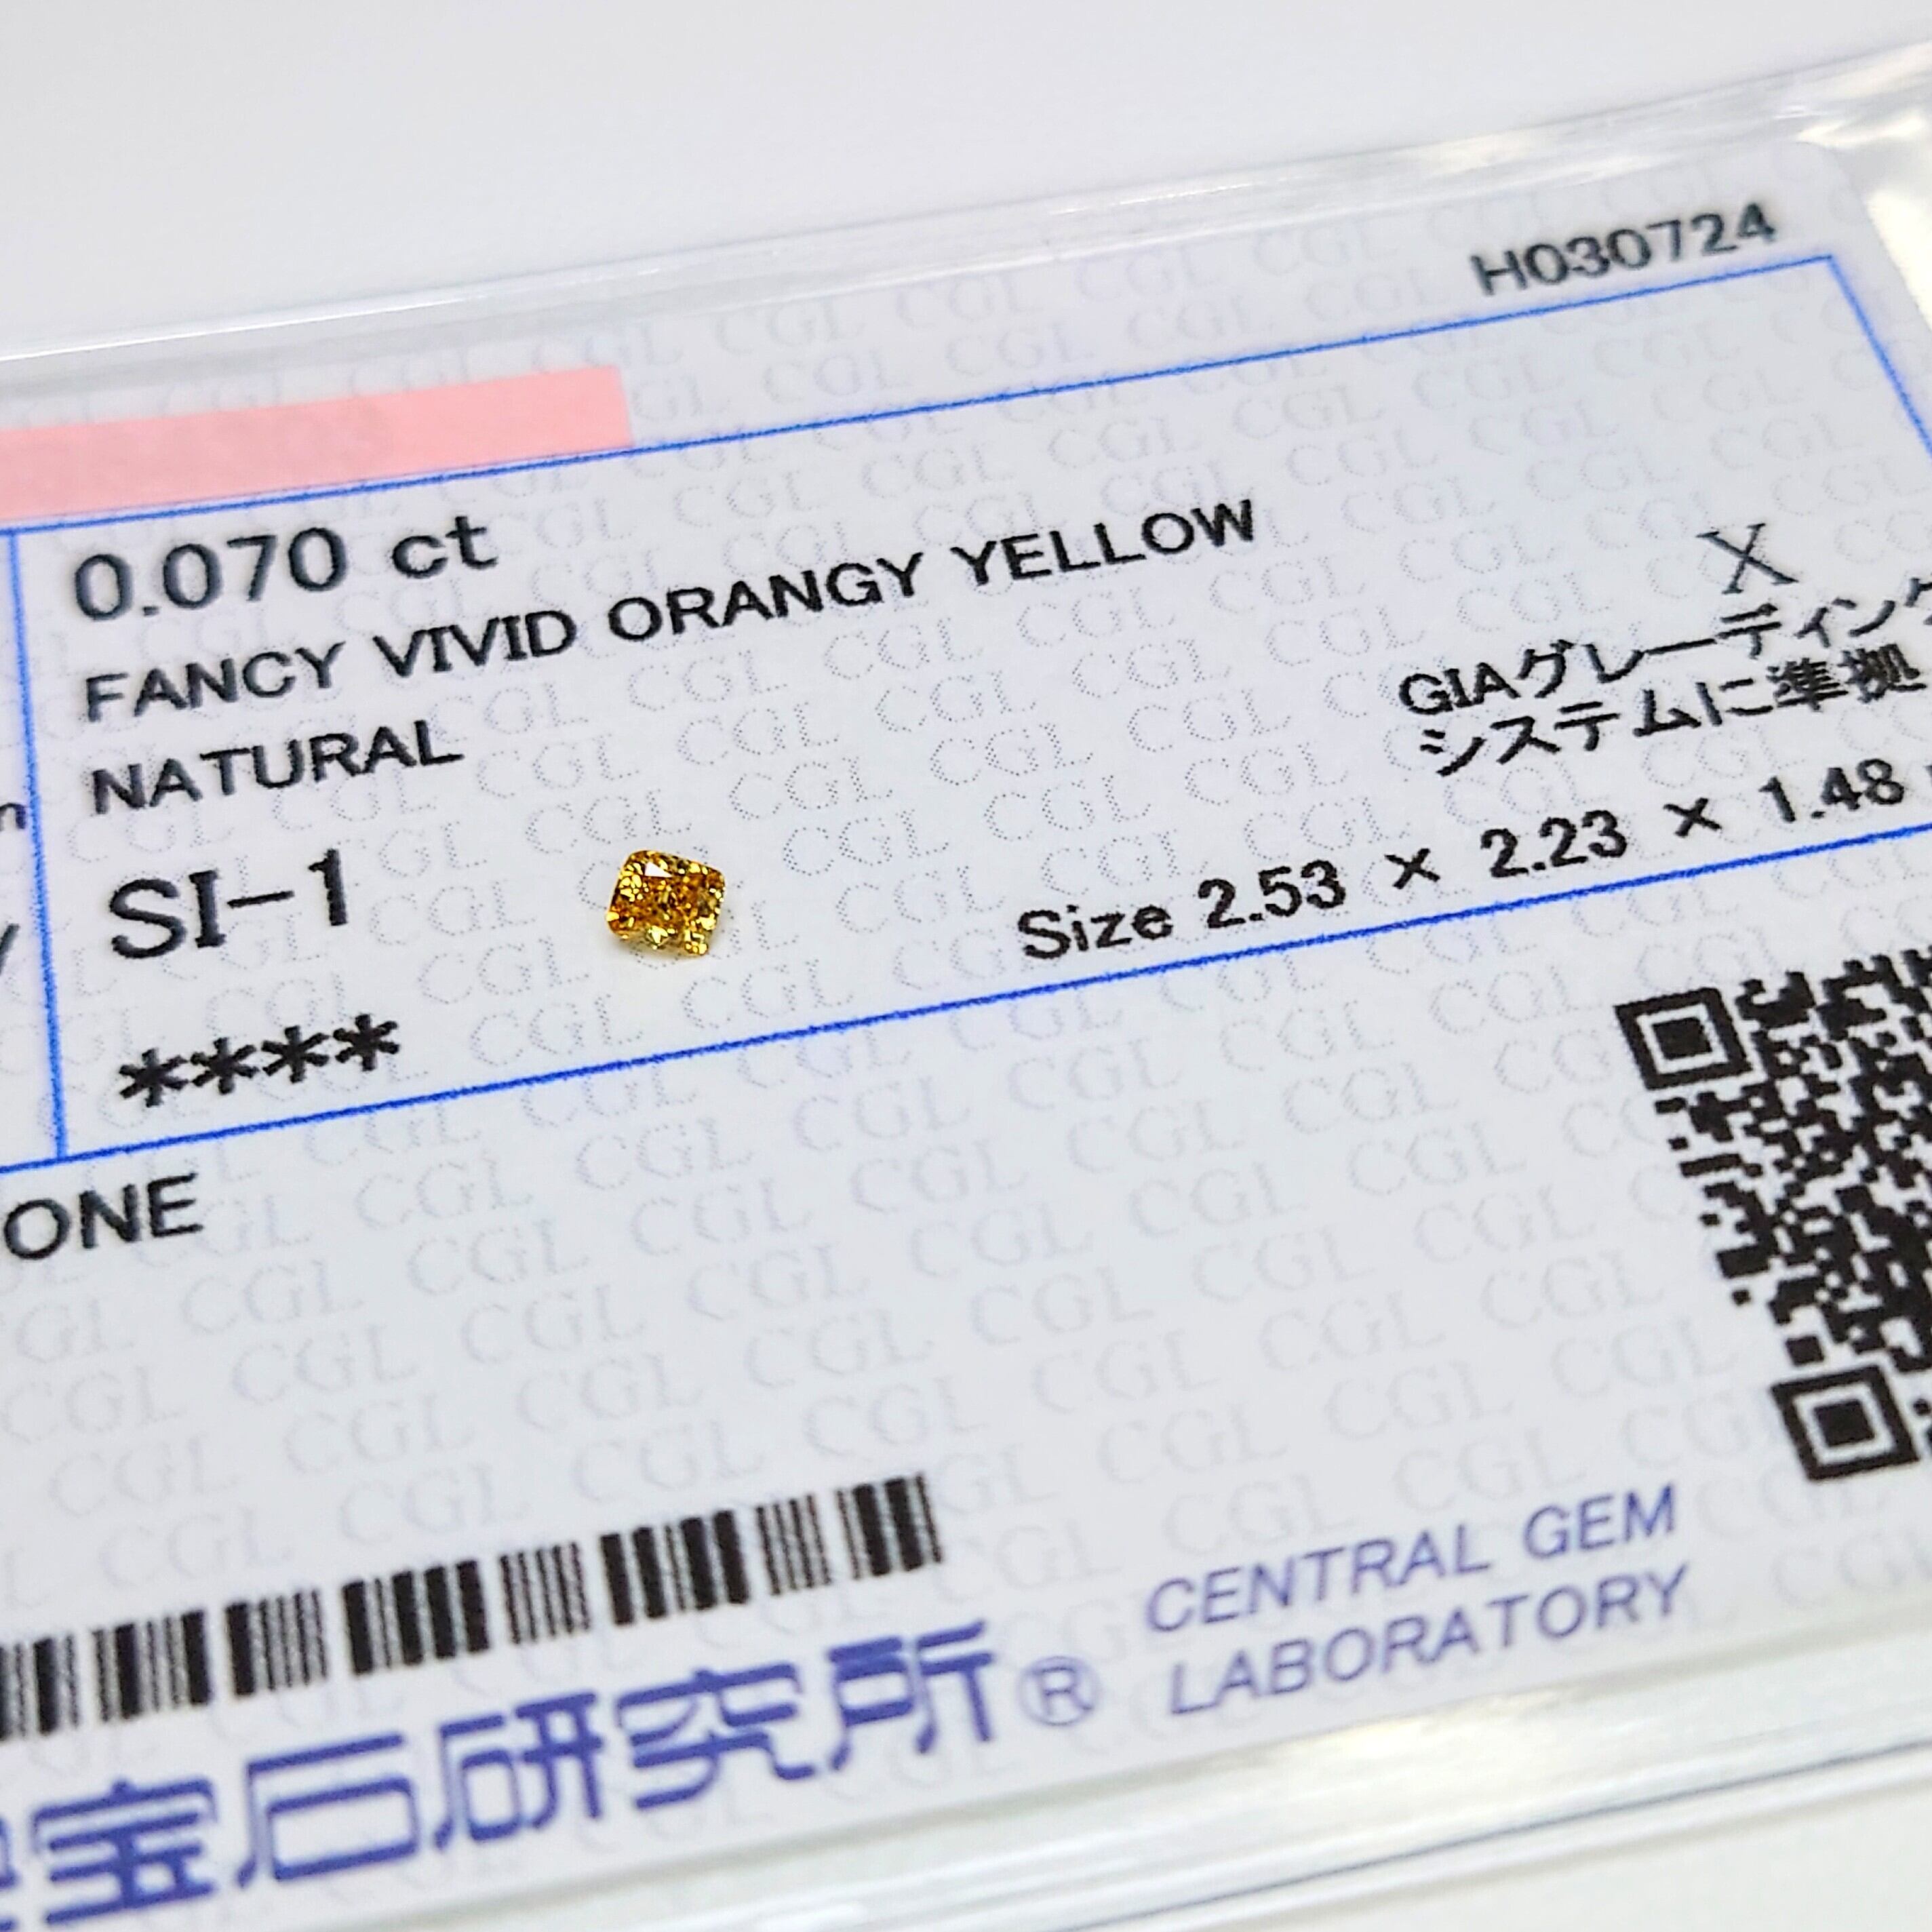 H030724
0.070 ct
FANCY VIVID ORANGY YELLOW
NATURAL
X
GIAグレーディング
システムに準拠
SI-1
Size 2.53 × 2.23 × 1.48
****
ONE
宝石研究所®
CENTRAL GEM
LABORATORY